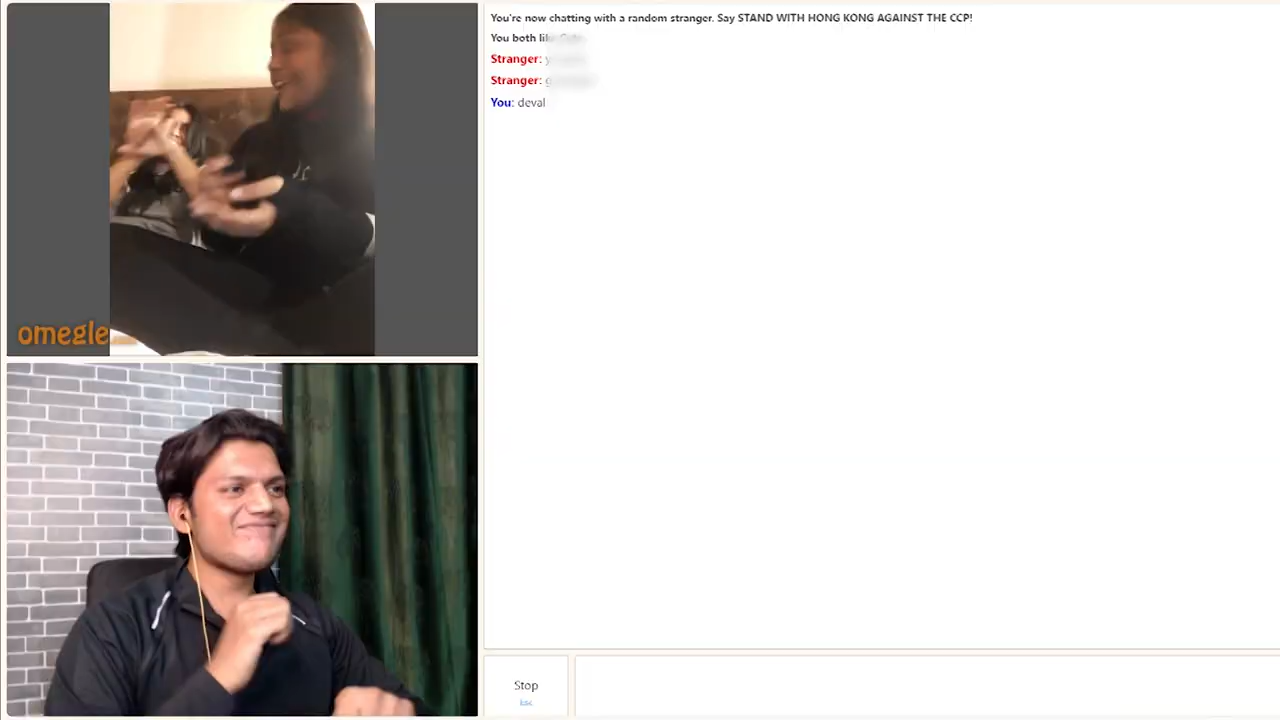 You're now chatting with a random stranger. Say STAND WITH HONG KONG AGAINST THE CCP!
You both like
Stranger:
Stranger:
You: deval
omegle
Stop
Esc